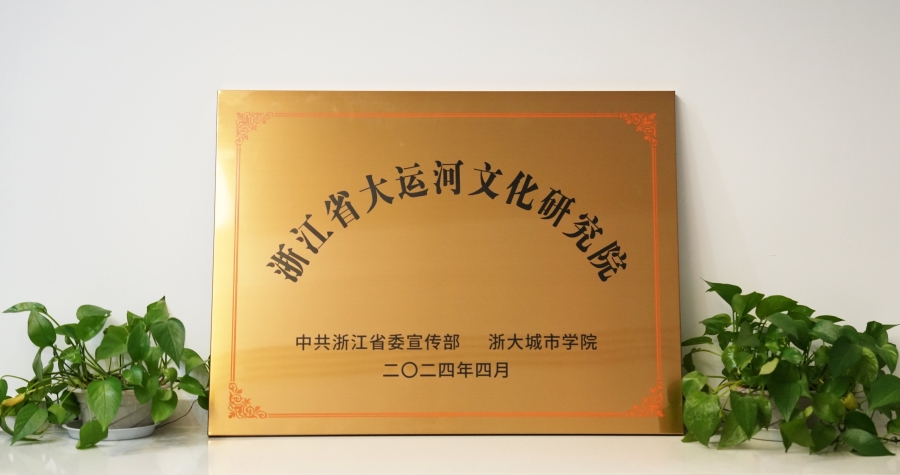 浙江省大运河文化研究院
中共浙江省委宣传部 浙大城市学院
二〇二四年四月